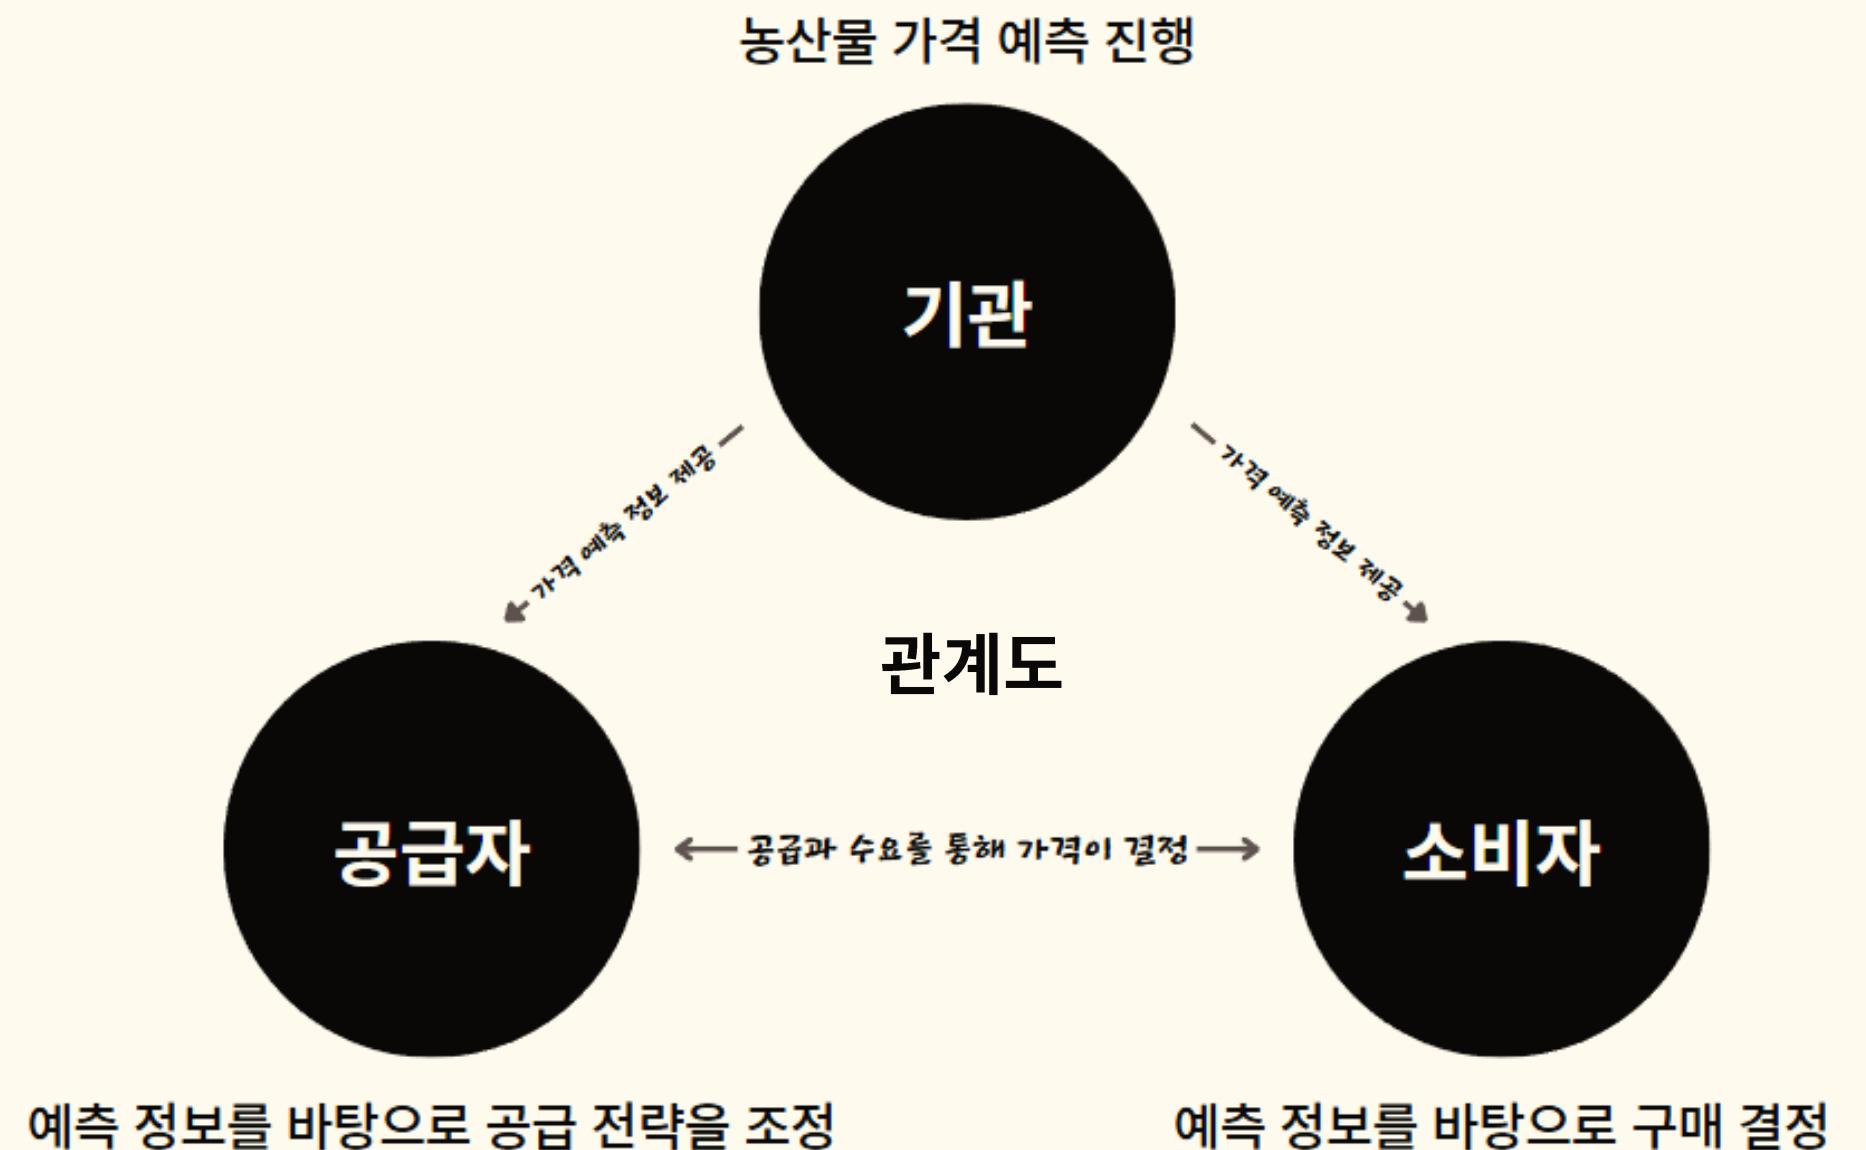 농산물 가격 예측 진행
기관
가격 예측 정보 제공
가격 예측 정보 제공
관계도
공급자
공급과 수요를 통해 가격이 결정
소비자
예측 정보를 바탕으로 공급 전략을 조정
예측 정보를 바탕으로 구매 결정